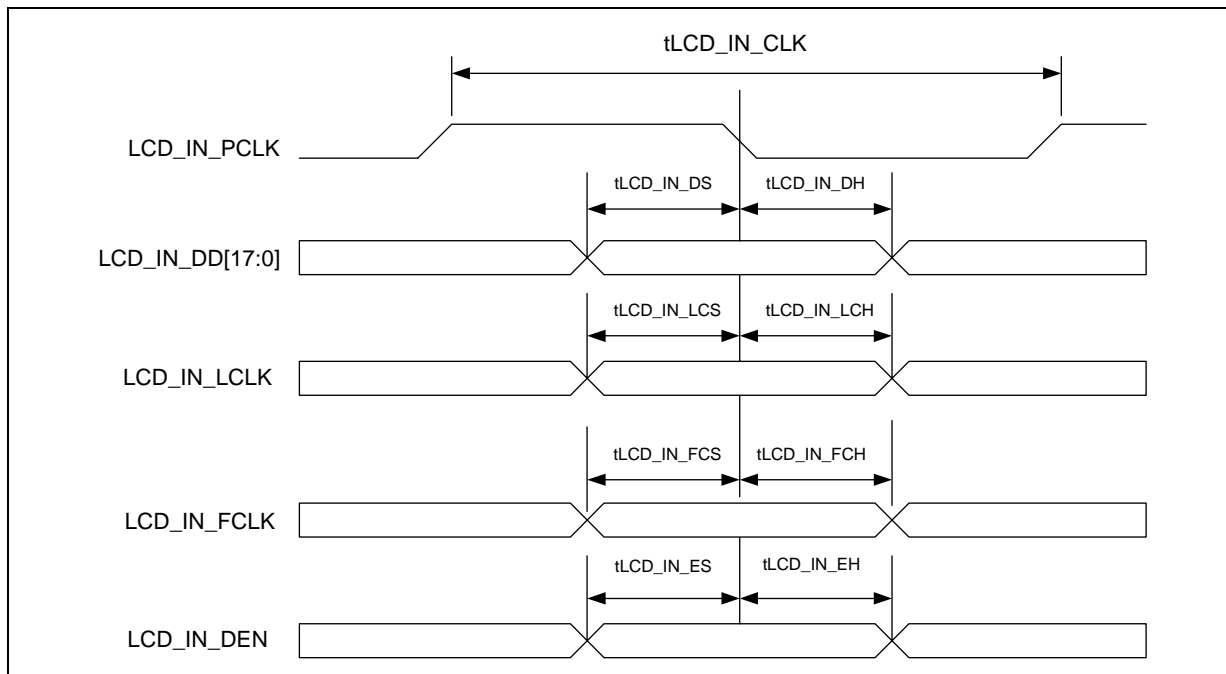 tLCD_IN_CLK
LCD_IN_PCLK
tLCD_IN_DS tLCD_IN_DH
LCD_IN_DD[17:0]
tLCD_IN_LCS tLCD_IN_LCH
LCD_IN_LCLK
tLCD_IN_FCS tLCD_IN_FCH
LCD_IN_FCLK
tLCD_IN_ES tLCD_IN_EH
LCD_IN_DEN